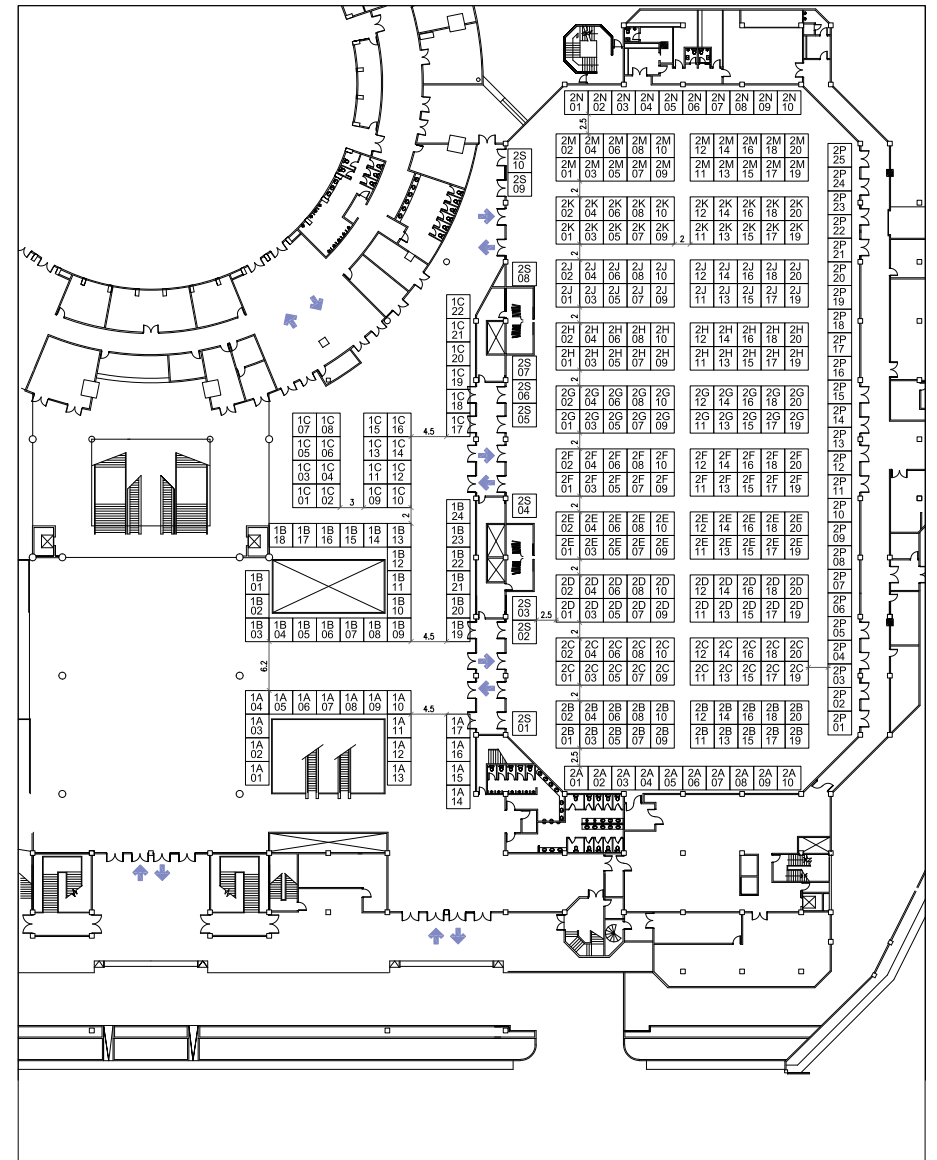 2N 2N 2N 2N 2N 2N 2N 2N 2N 2N
01 02 03 04 05 06 07 08 09 10
2.5
2M 2M 2M 2M 2M 2M 2M 2M 2M 2M
02 04 06 08 10 12 14 16 18 20
2M 2M 2M 2M 2M 2M 2M 2M 2M 2M
01 03 05 07 09 11 13 15 17 19
2
2K 2K 2K 2K 2K 2K 2K 2K 2K 2K
02 04 06 08 10 12 14 16 18 20
2K 2K 2K 2K 2K 2K 2K 2K 2K 2K
01 03 05 07 09 11 13 15 17 19
2
2
2J 2J 2J 2J 2J 2J 2J 2J 2J 2J
02 04 06 08 10 12 14 16 18 20
2J 2J 2J 2J 2J 2J 2J 2J 2J 2J
01 03 05 07 09 11 13 15 17 19
2
2H 2H 2H 2H 2H 2H 2H 2H 2H 2H
02 04 06 08 10 12 14 16 18 20
2H 2H 2H 2H 2H 2H 2H 2H 2H 2H
01 03 05 07 09 11 13 15 17 19
2
2G 2G 2G 2G 2G 2G 2G 2G 2G 2G
02 04 06 08 10 12 14 16 18 20
2G 2G 2G 2G 2G 2G 2G 2G 2G 2G
01 03 05 07 09 11 13 15 17 19
2
2F 2F 2F 2F 2F 2F 2F 2F 2F 2F
02 04 06 08 10 12 14 16 18 20
2F 2F 2F 2F 2F 2F 2F 2F 2F 2F
01 03 05 07 09 11 13 15 17 19
2
2E 2E 2E 2E 2E 2E 2E 2E 2E 2E
02 04 06 08 10 12 14 16 18 20
2E 2E 2E 2E 2E 2E 2E 2E 2E 2E
01 03 05 07 09 11 13 15 17 19
2
2D 2D 2D 2D 2D 2D 2D 2D 2D 2D
02 04 06 08 10 12 14 16 18 20
2D 2D 2D 2D 2D 2D 2D 2D 2D 2D
01 03 05 07 09 11 13 15 17 19
2.5
2
2C 2C 2C 2C 2C 2C 2C 2C 2C 2C
02 04 06 08 10 12 14 16 18 20
2C 2C 2C 2C 2C 2C 2C 2C 2C 2C
01 03 05 07 09 11 13 15 17 19
2
2B 2B 2B 2B 2B 2B 2B 2B 2B 2B
02 04 06 08 10 12 14 16 18 20
2B 2B 2B 2B 2B 2B 2B 2B 2B 2B
01 03 05 07 09 11 13 15 17 19
2.5
2A 2A 2A 2A 2A 2A 2A 2A 2A 2A
01 02 03 04 05 06 07 08 09 10
2P
25
2P
24
2P
23
2P
22
2P
21
2P
20
2P
19
2P
18
2P
17
2P
16
2P
15
2P
14
2P
13
2P
12
2P
11
2P
10
2P
09
2P
08
2P
07
2P
06
2P
05
2P
04
2P
03
2P
02
2P
01
2S
10
2S
09
2S
08
2S
07
2S
06
2S
05
2S
04
2S
03
2S
02
2S
01
1C
22
1C
21
1C
20
1C
19
1C
18
1C
17
4.5
1C 1C 1C 1C
07 08 15 16
1C 1C 1C 1C
05 06 13 14
1C 1C 1C 1C
03 04 11 12
1C 1C 1C 1C
01 02 09 10
3
2
1B
24
1B
23
1B
22
1B
21
1B
20
1B
19
1B 1B 1B 1B 1B 1B
18 17 16 15 14 13
1B
12
1B
11
1B
10
1B
01
1B
02
1B 1B 1B 1B 1B 1B 1B
03 04 05 06 07 08 09
4.5
6.2
1A 1A 1A 1A 1A 1A 1A
04 05 06 07 08 09 10
4.5
1A
03
1A
02
1A
01
1A
11
1A
12
1A
13
1A
17
1A
16
1A
15
1A
14